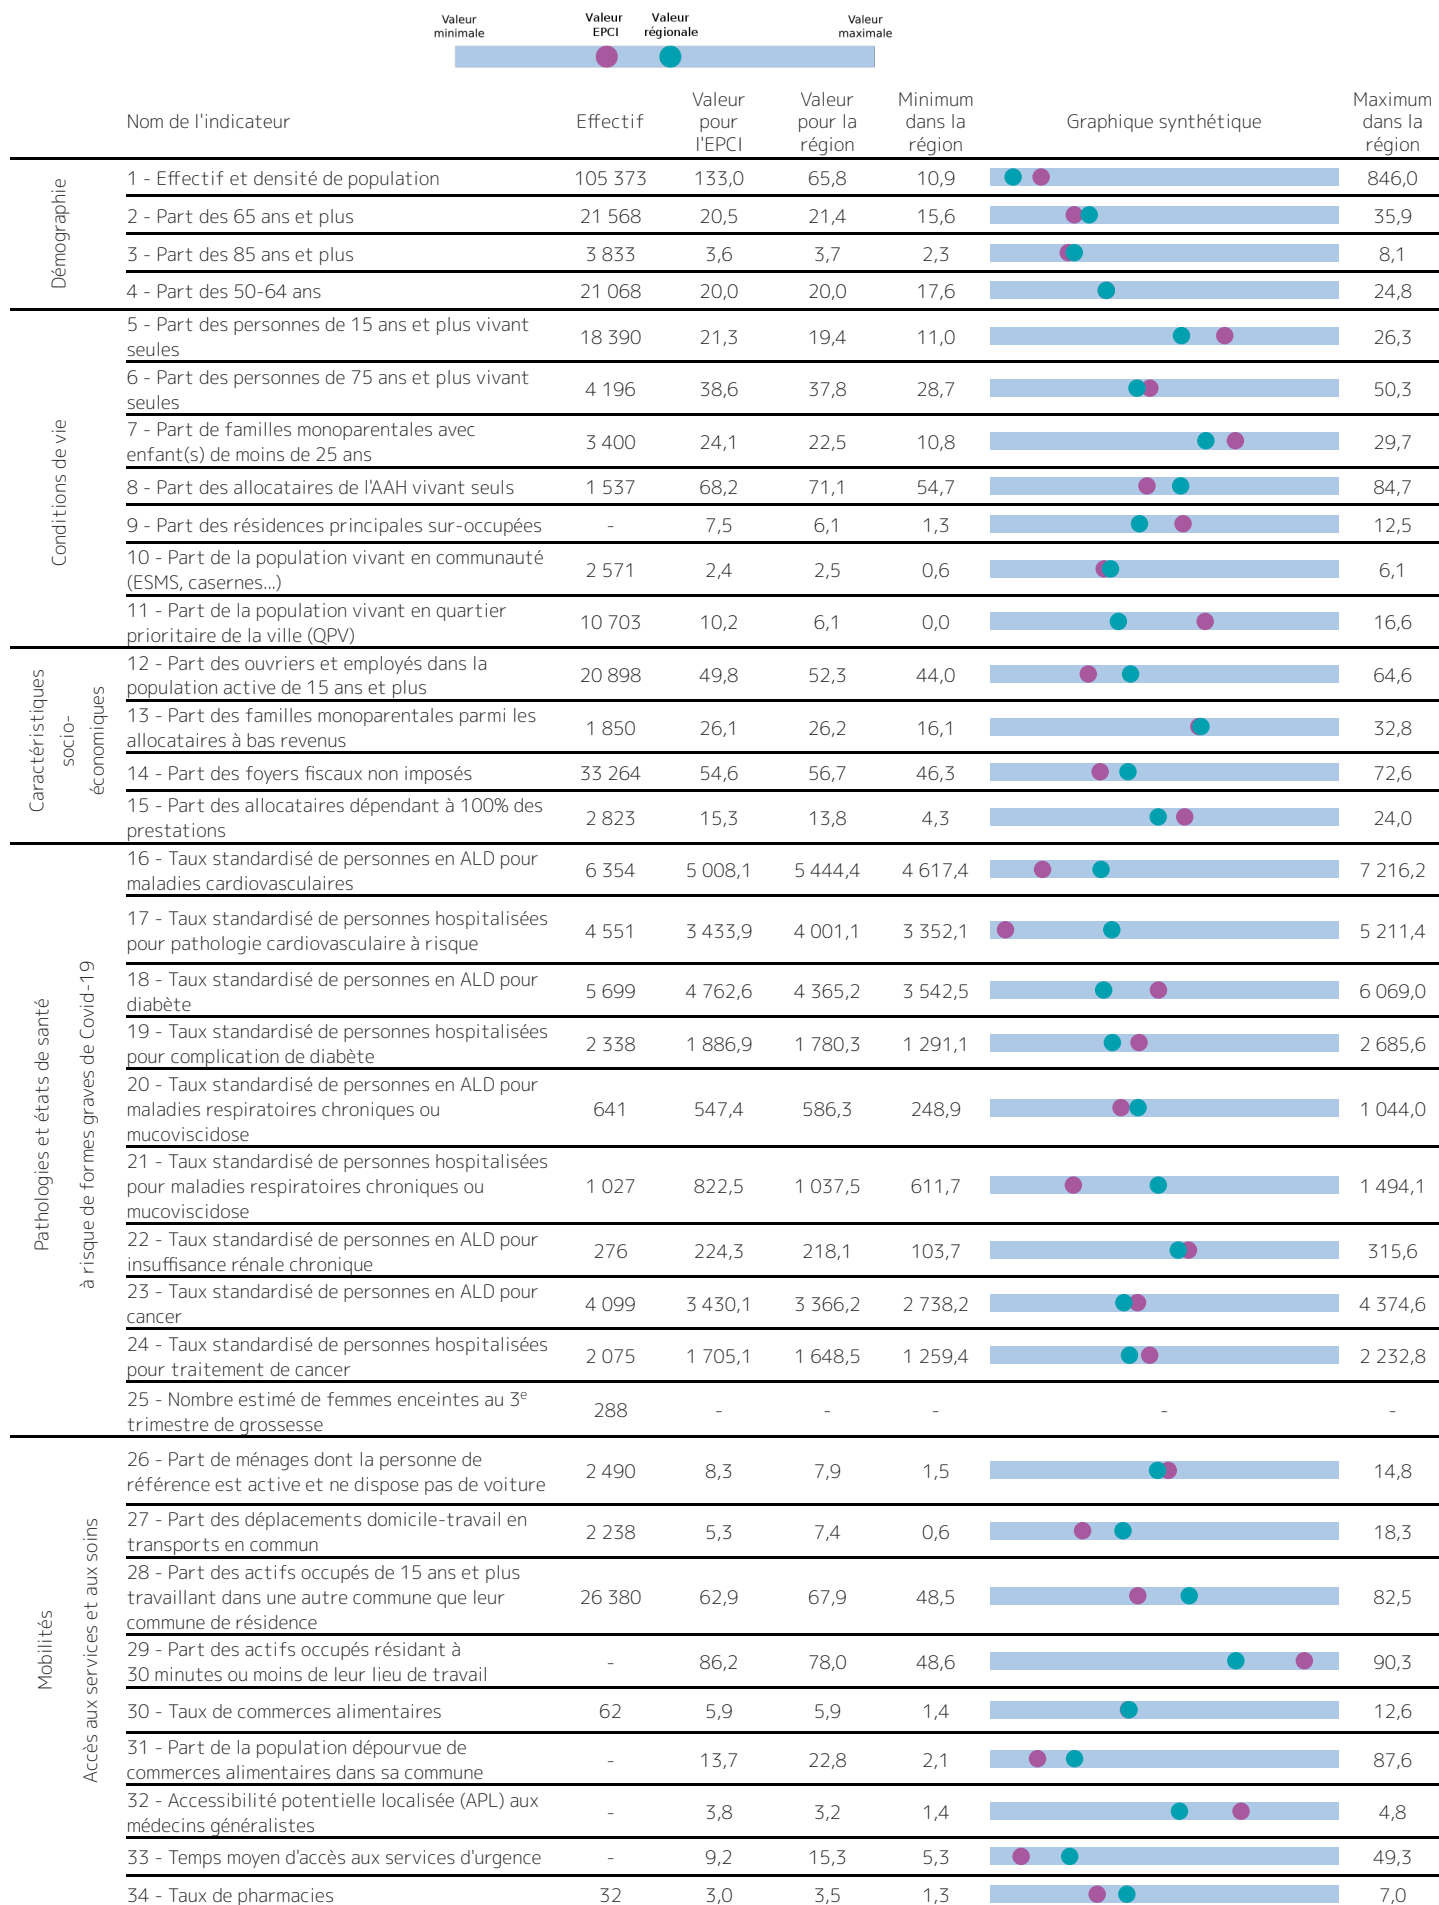 Valeur minimale
Valeur EPCI
Valeur régionale
Valeur maximale
Nom de l'indicateur
Effectif
Valeur pour l'EPCI
Valeur pour la région
Minimum dans la région
Graphique synthétique
Maximum dans la région
Démographie
1 - Effectif et densité de population 105 373 133,0 65,8 10,9 846,0
2 - Part des 65 ans et plus 21 568 20,5 21,4 15,6 35,9
3 - Part des 85 ans et plus 3 833 3,6 3,7 2,3 8,1
4 - Part des 50-64 ans 21 068 20,0 20,0 17,6 24,8
Conditions de vie
5 - Part des personnes de 15 ans et plus vivant
seules 18 390 21,3 19,4 11,0 26,3
6 - Part des personnes de 75 ans et plus vivant
seules 4 196 38,6 37,8 28,7 50,3
7 - Part de familles monoparentales avec
enfant(s) de moins de 25 ans 3 400 24,1 22,5 10,8 29,7
8 - Part des allocataires de l'AAH vivant seuls 1 537 68,2 71,1 54,7 84,7
9 - Part des résidences principales sur-occupées - 7,5 6,1 1,3 12,5
10 - Part de la population vivant en communauté
(ESMS, casernes...) 2 571 2,4 2,5 0,6 6,1
11 - Part de la population vivant en quartier
prioritaire de la ville (QPV) 10 703 10,2 6,1 0,0 16,6
Caractéristiques
socio-
économiques
12 - Part des ouvriers et employés dans la
population active de 15 ans et plus 20 898 49,8 52,3 44,0 64,6
13 - Part des familles monoparentales parmi les
allocataires à bas revenus 1 850 26,1 26,2 16,1 32,8
14 - Part des foyers fiscaux non imposés 33 264 54,6 56,7 46,3 72,6
15 - Part des allocataires dépendant à 100% des
prestations 2 823 15,3 13,8 4,3 24,0
Pathologies et états de santé
à risque de formes graves de Covid-19
16 - Taux standardisé de personnes en ALD pour
maladies cardiovasculaires 6 354 5 008,1 5 444,4 4 617,4 7 216,2
17 - Taux standardisé de personnes hospitalisées
pour pathologie cardiovasculaire à risque 4 551 3 433,9 4 001,1 3 352,1 5 211,4
18 - Taux standardisé de personnes en ALD pour
diabète 5 699 4 762,6 4 365,2 3 542,5 6 069,0
19 - Taux standardisé de personnes hospitalisées
pour complication de diabète 2 338 1 886,9 1 780,3 1 291,1 2 685,6
20 - Taux standardisé de personnes en ALD pour
maladies respiratoires chroniques ou 641 547,4 586,3 248,9 1 044,0
mucoviscidose
21 - Taux standardisé de personnes hospitalisées
pour maladies respiratoires chroniques ou 1 027 822,5 1 037,5 611,7 1 494,1
mucoviscidose
22 - Taux standardisé de personnes en ALD pour
insuffisance rénale chronique 276 224,3 218,1 103,7 315,6
23 - Taux standardisé de personnes en ALD pour
cancer 4 099 3 430,1 3 366,2 2 738,2 4 374,6
24 - Taux standardisé de personnes hospitalisées
pour traitement de cancer 2 075 1 705,1 1 648,5 1 259,4 2 232,8
25 - Nombre estimé de femmes enceintes au 3e
trimestre de grossesse 288 - - - - -
Mobilités
Accès aux services et aux soins
26 - Part de ménages dont la personne de
référence est active et ne dispose pas de voiture 2 490 8,3 7,9 1,5 14,8
27 - Part des déplacements domicile-travail en
transports en commun 2 238 5,3 7,4 0,6 18,3
28 - Part des actifs occupés de 15 ans et plus
travaillant dans une autre commune que leur 26 380 62,9 67,9 48,5 82,5
commune de résidence
29 - Part des actifs occupés résidant à
30 minutes ou moins de leur lieu de travail - 86,2 78,0 48,6 90,3
30 - Taux de commerces alimentaires 62 5,9 5,9 1,4 12,6
31 - Part de la population dépourvue de
commerces alimentaires dans sa commune - 13,7 22,8 2,1 87,6
32 - Accessibilité potentielle localisée (APL) aux
médecins généralistes - 3,8 3,2 1,4 4,8
33 - Temps moyen d'accès aux services d'urgence - 9,2 15,3 5,3 49,3
34 - Taux de pharmacies 32 3,0 3,5 1,3 7,0